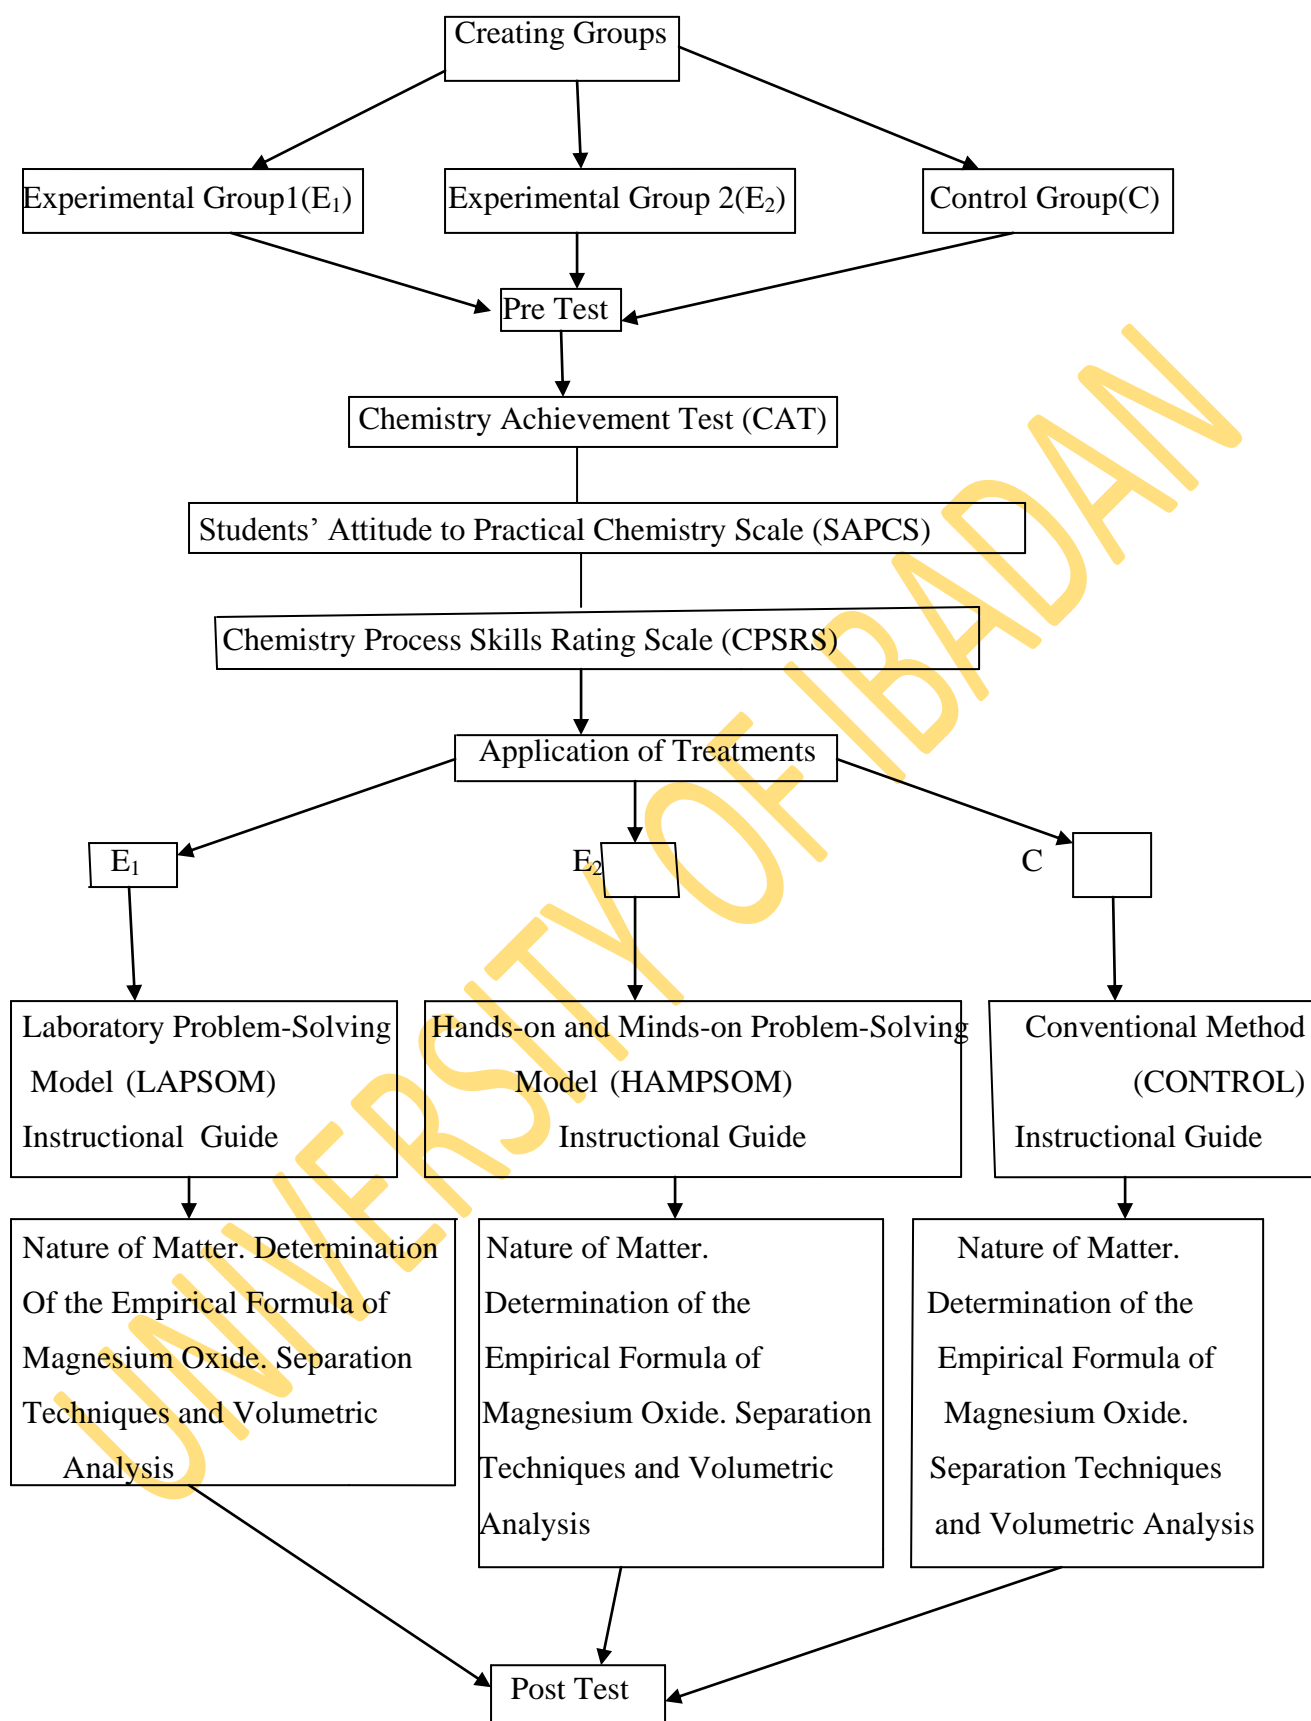 Creating Groups
Experimental Group1(E₁)
Experimental Group 2(E₂)
Control Group(C)
Pre Test
Chemistry Achievement Test (CAT)
Students’ Attitude to Practical Chemistry Scale (SAPCS)
Chemistry Process Skills Rating Scale (CPSRS)
Application of Treatments
E₁
E₂
C
Laboratory Problem-Solving
Model (LAPSOM)
Instructional Guide
Hands-on and Minds-on Problem-Solving
Model (HAMPSOM)
Instructional Guide
Conventional Method
(CONTROL)
Instructional Guide
Nature of Matter. Determination
Of the Empirical Formula of
Magnesium Oxide. Separation
Techniques and Volumetric
Analysis
Nature of Matter.
Determination of the
Empirical Formula of
Magnesium Oxide. Separation
Techniques and Volumetric
Analysis
Nature of Matter.
Determination of the
Empirical Formula of
Magnesium Oxide.
Separation Techniques
and Volumetric Analysis
Post Test
UNIVERSITY OF IBADAN